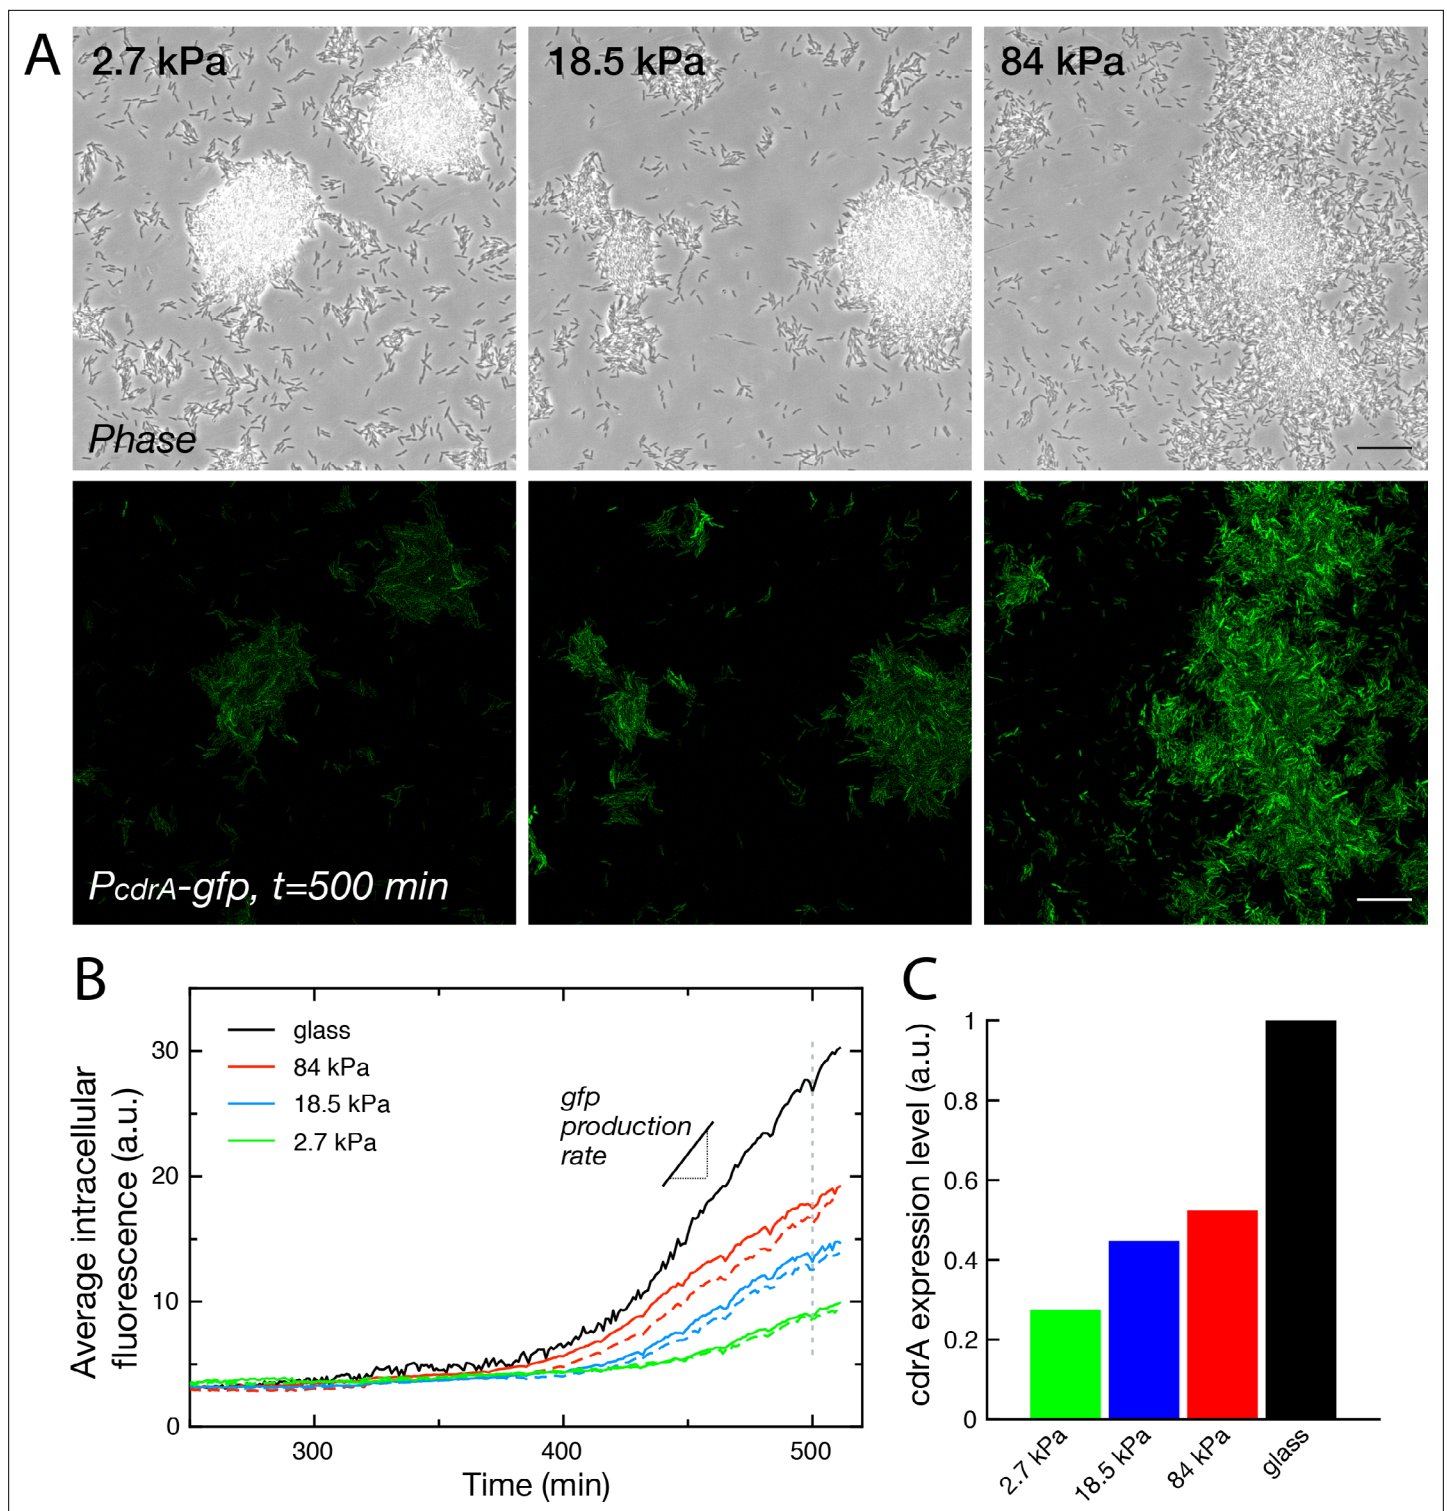 A
2.7 kPa
18.5 kPa
84 kPa
Phase
PcdrA-gfp, t=500 min
B
Average intracellular
fluorescence (a.u.)
30
20
10
0
glass
84 kPa
18.5 kPa
2.7 kPa
gfp
production
rate
300
400
500
Time (min)
C
cdrA expression level (a.u.)
1
0.8
0.6
0.4
0.2
0
2.7 kPa
18.5 kPa
84 kPa
glass